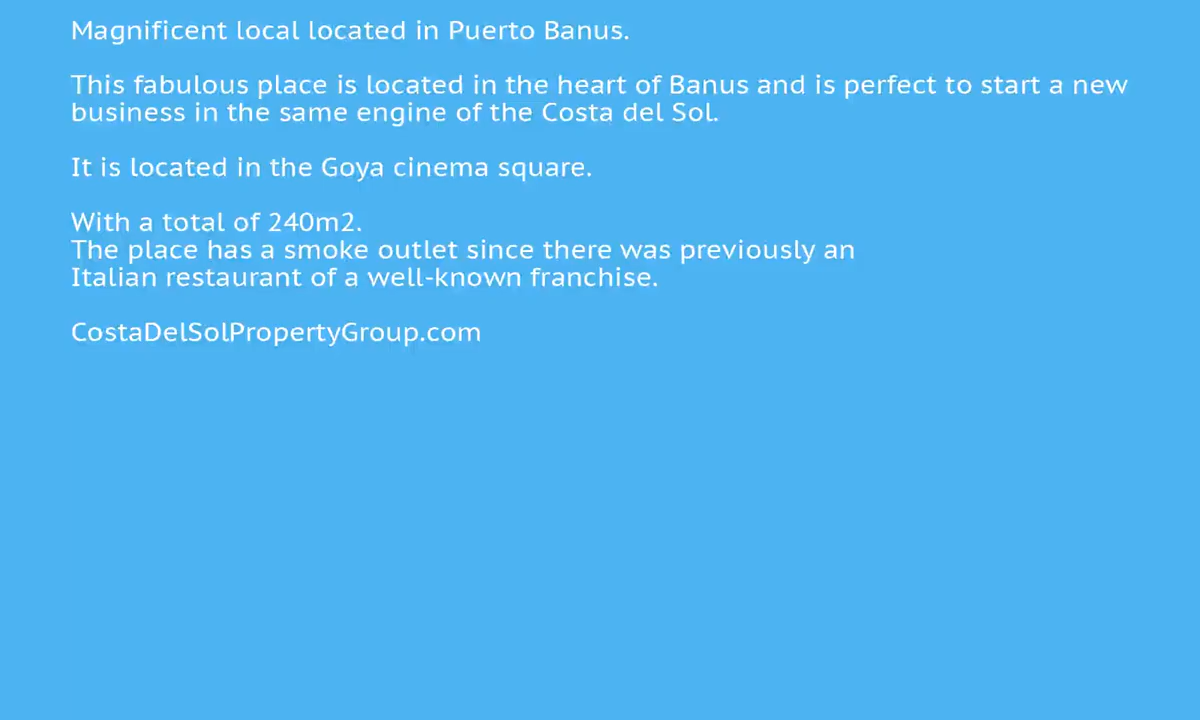 Magnificent local located in Puerto Banus.
This fabulous place is located in the heart of Banus and is perfect to start a new
business in the same engine of the Costa del Sol.
It is located in the Goya cinema square.
With a total of 240m2.
The place has a smoke outlet since there was previously an
Italian restaurant of a well-known franchise.
CostaDelSolPropertyGroup.com